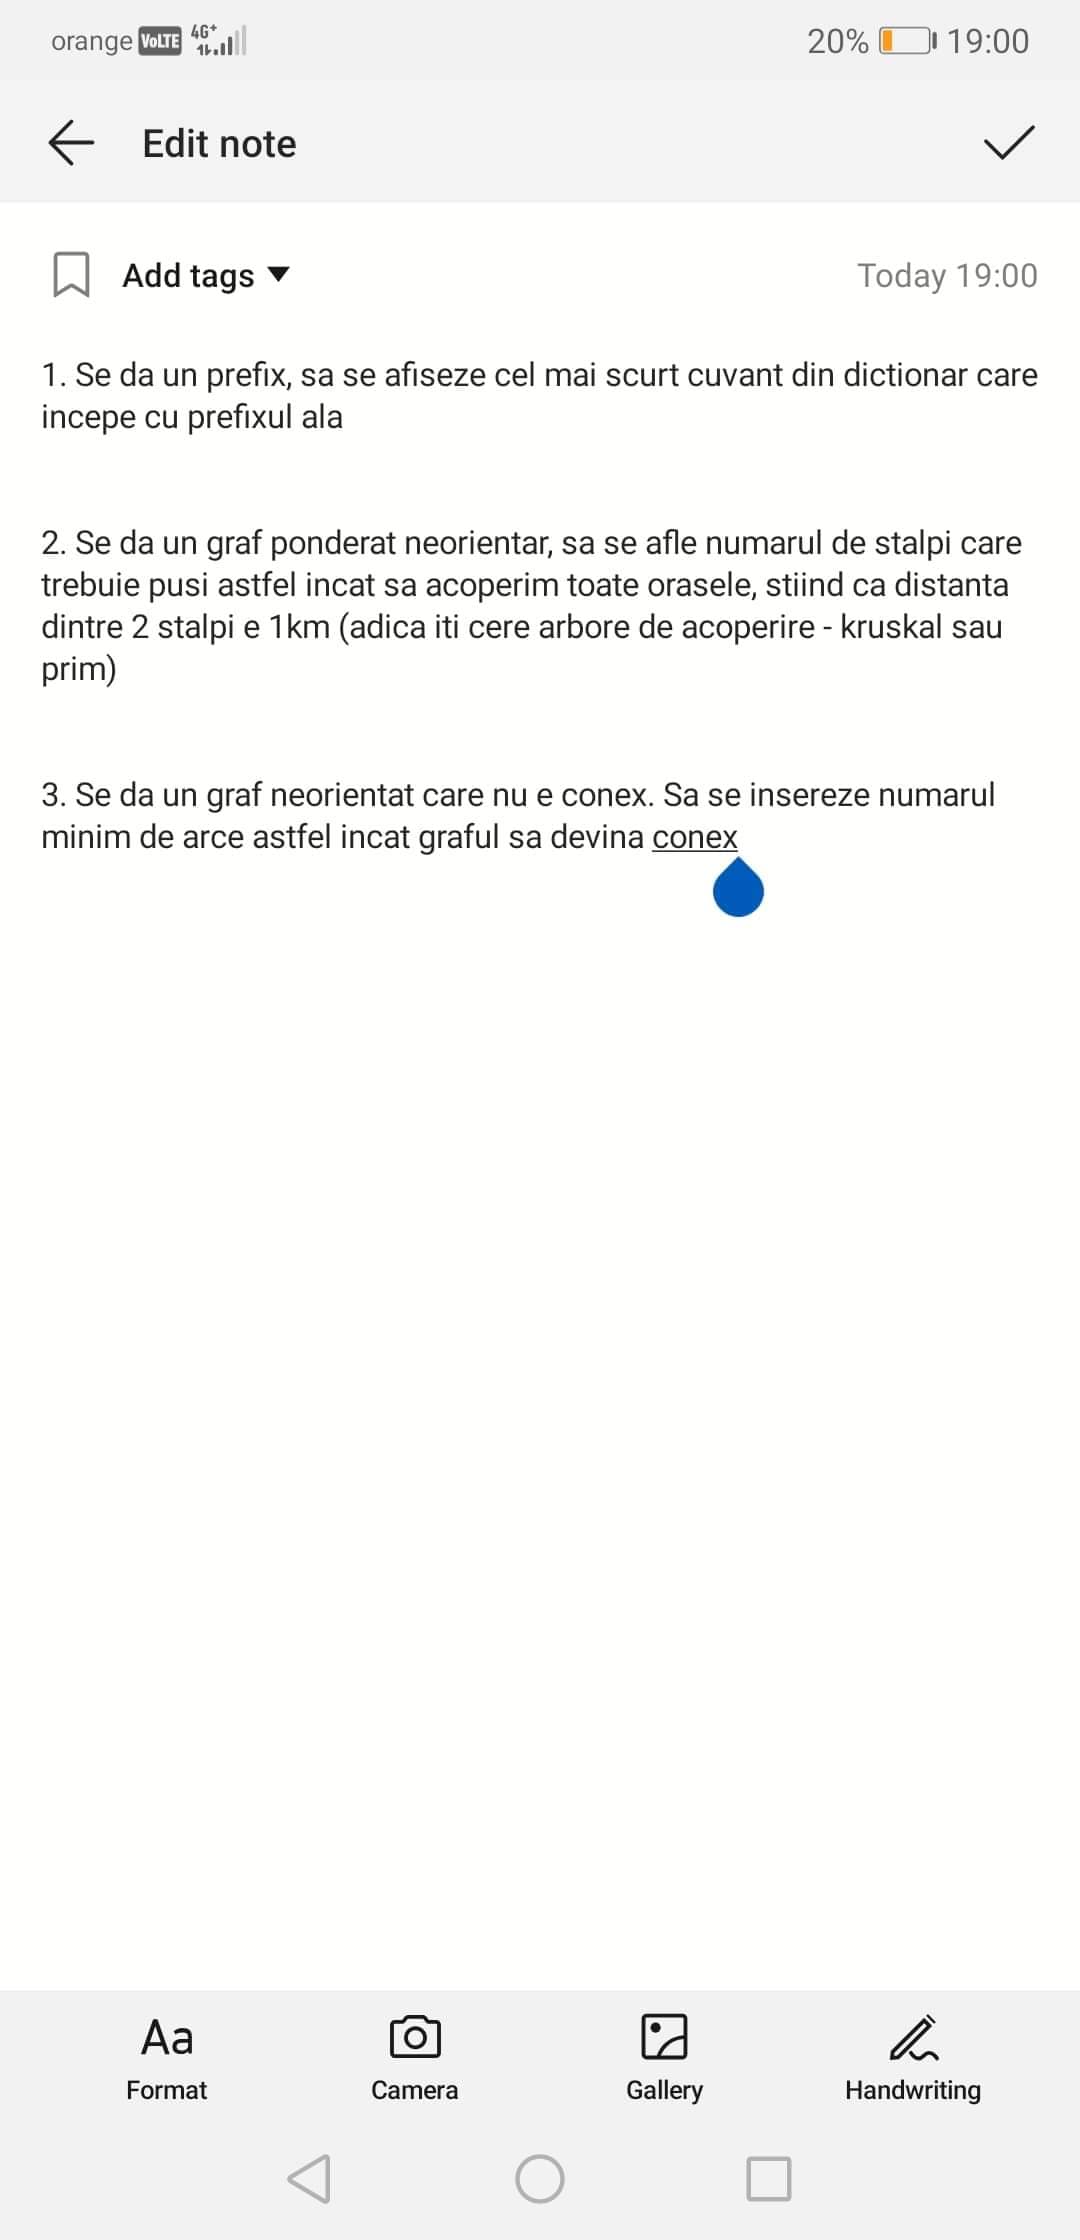 orange VoLTE 4G+ 20% 19:00
Edit note
Add tags Today 19:00
1. Se da un prefix, sa se afiseze cel mai scurt cuvant din dictionar care
incepe cu prefixul ala
2. Se da un graf ponderat neorientar, sa se afle numarul de stalpi care
trebuie pusi astfel incat sa acoperim toate orasele, stiind ca distanta
dintre 2 stalpi e 1km (adica iti cere arbore de acoperire - kruskal sau
prim)
3. Se da un graf neorientat care nu e conex. Sa se insereze numarul
minim de arce astfel incat graful sa devina conex
Aa
Format Camera Gallery Handwriting